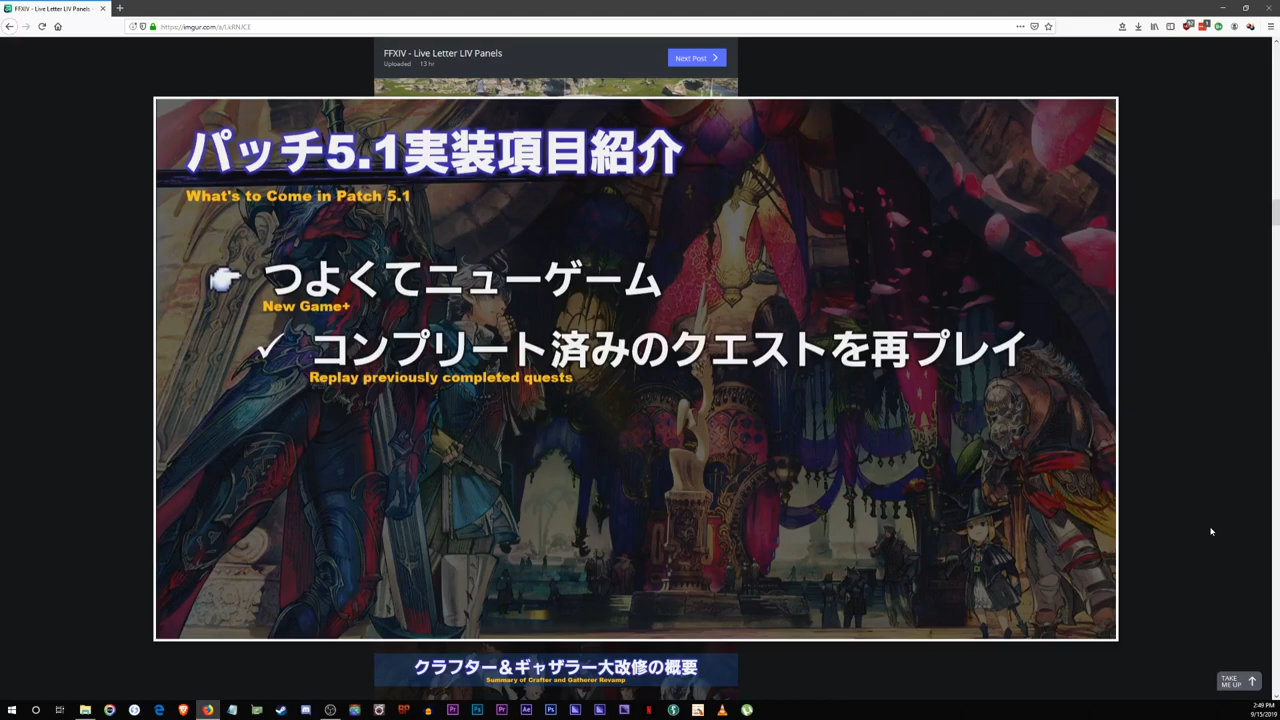 FFXIV - Live Letter LIV Panels
https://imgur.com/a/LkRNJCE
FFXIV - Live Letter LIV Panels
Uploaded 13 hr
Next Post
パッチ5.1実装項目紹介
What's to Come in Patch 5.1
つよくてニューゲーム
New Game+
コンプリート済みのクエストを再プレイ
Replay previously completed quests
クラフター＆ギャザラー大改修の概要
Summary of Crafter and Gatherer Revamp
TAKE
ME UP
2:49 PM
9/15/2019